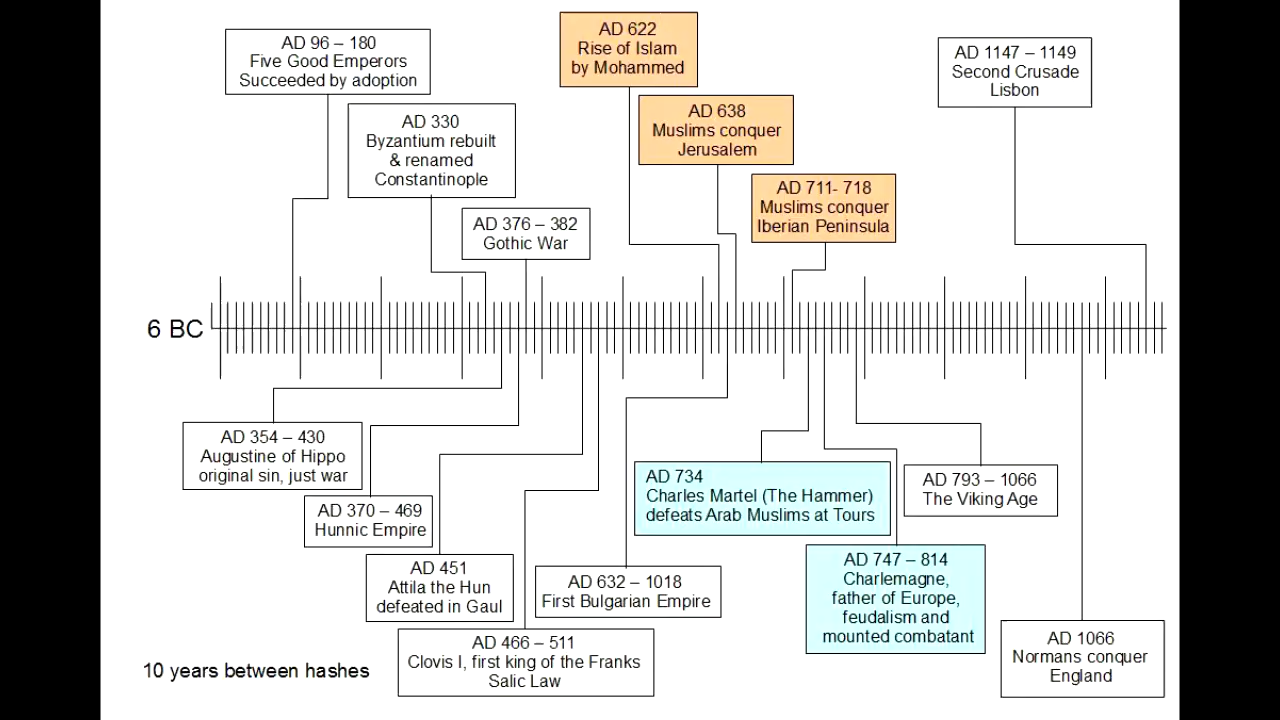 AD 96 – 180
Five Good Emperors
Succeeded by adoption
AD 330
Byzantium rebuilt
& renamed
Constantinople
AD 376 – 382
Gothic War
AD 622
Rise of Islam
by Mohammed
AD 638
Muslims conquer
Jerusalem
AD 711- 718
Muslims conquer
Iberian Peninsula
AD 1147 – 1149
Second Crusade
Lisbon
6 BC
AD 354 – 430
Augustine of Hippo
original sin, just war
AD 370 – 469
Hunnic Empire
AD 451
Attila the Hun
defeated in Gaul
AD 466 – 511
Clovis I, first king of the Franks
Salic Law
AD 632 – 1018
First Bulgarian Empire
AD 734
Charles Martel (The Hammer)
defeats Arab Muslims at Tours
AD 747 – 814
Charlemagne,
father of Europe,
feudalism and
mounted combatant
AD 793 – 1066
The Viking Age
AD 1066
Normans conquer
England
10 years between hashes